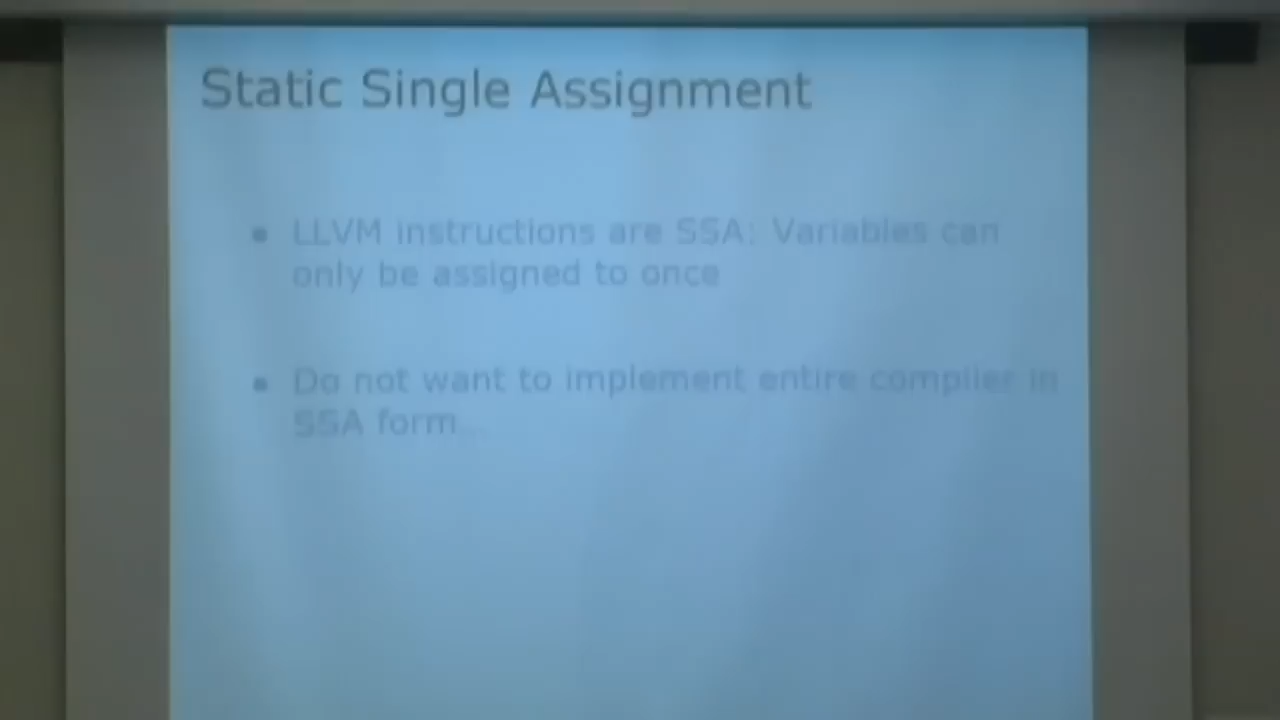 Static Single Assignment
• LLVM instructions are SSA: Variables can
only be assigned to once
• Do not want to implement entire compiler in
SSA form...